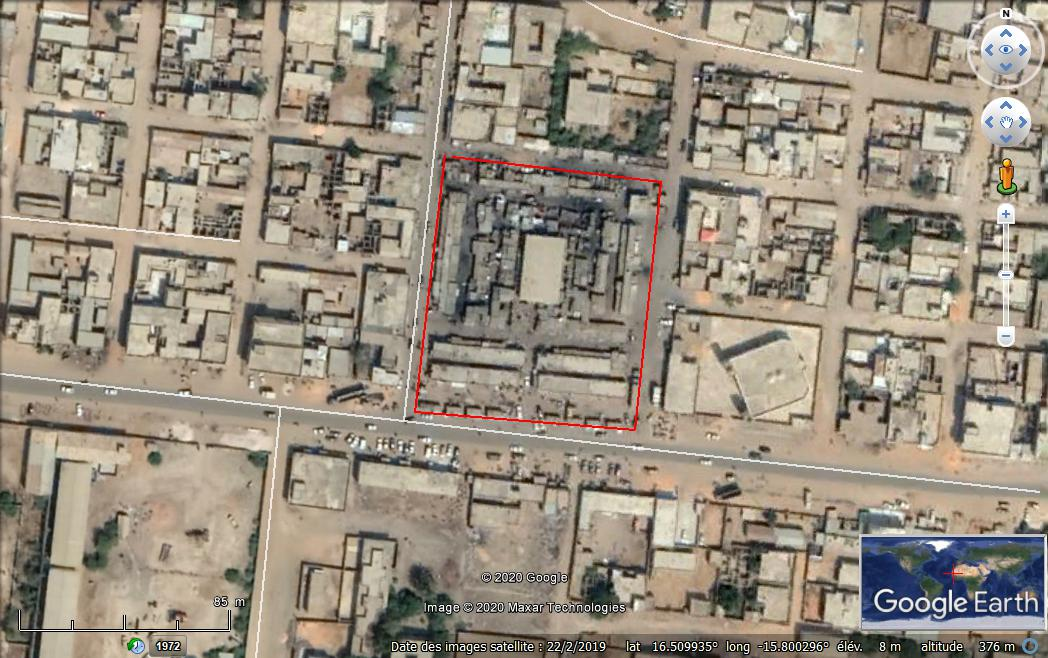 N
© 2020 Google
Image © 2020 Maxar Technologies
Google Earth
85 m
1972
Date des images satellite : 22/2/2019 lat 16.509935° long -15.800296° élév. 8 m altitude 376 m